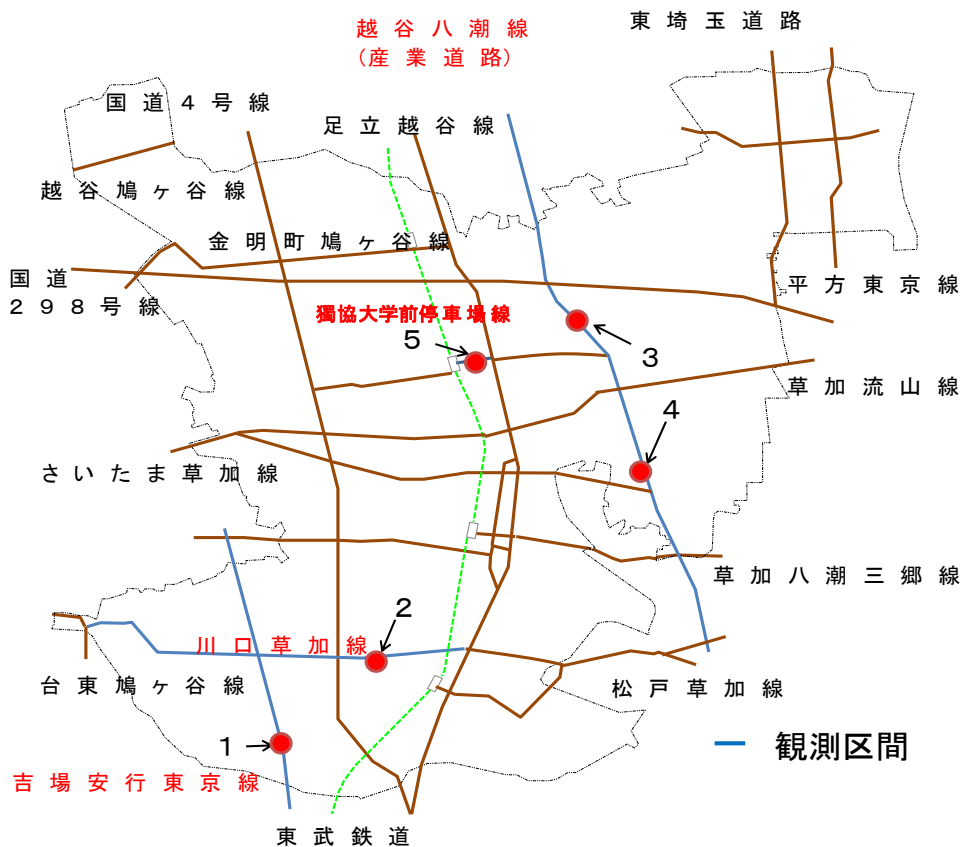 東埼玉道路
越谷八潮線
(産業道路)
国道４号線
足立越谷線
越谷鳩ヶ谷線
金明町鳩ヶ谷線
国道
２９８号線
平方東京線
獨協大学前停車場線
5
3
草加流山線
4
さいたま草加線
草加八潮三郷線
2
川口草加線
台東鳩ヶ谷線
松戸草加線
1
観測区間
吉場安行東京線
東武鉄道